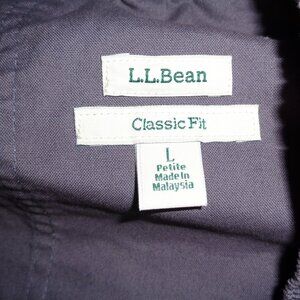 L.L.Bean
Classic Fit
L
Petite
Made In
Malaysia